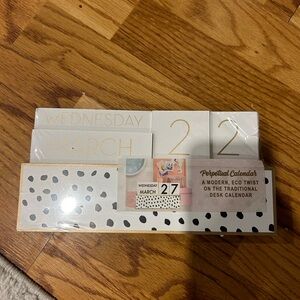 WEDNESDAY
MARCH
2 2
WEDNESDAY
MARCH
27
Perpetual Calendar
A MODERN, ECO TWIST
ON THE TRADITIONAL
DESK CALENDAR